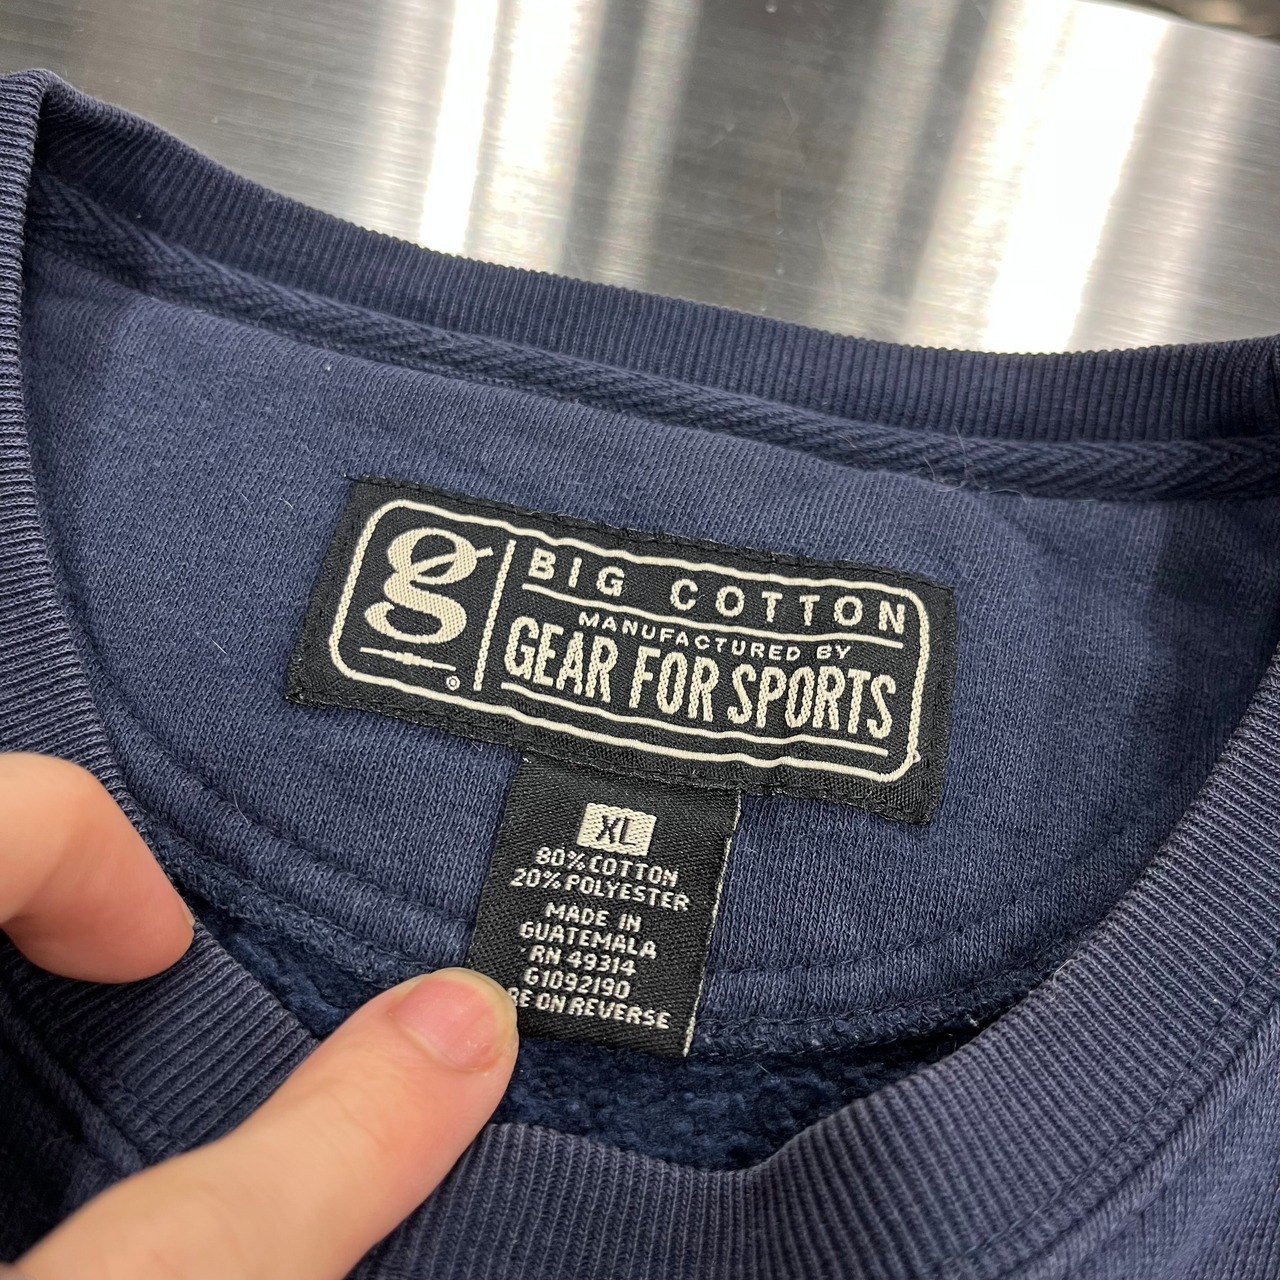 g
®
BIG COTTON
MANUFACTURED BY
GEAR FOR SPORTS
XL
80% COTTON
20% POLYESTER
MADE IN
GUATEMALA
RN 49314
G1092190
ON REVERSE